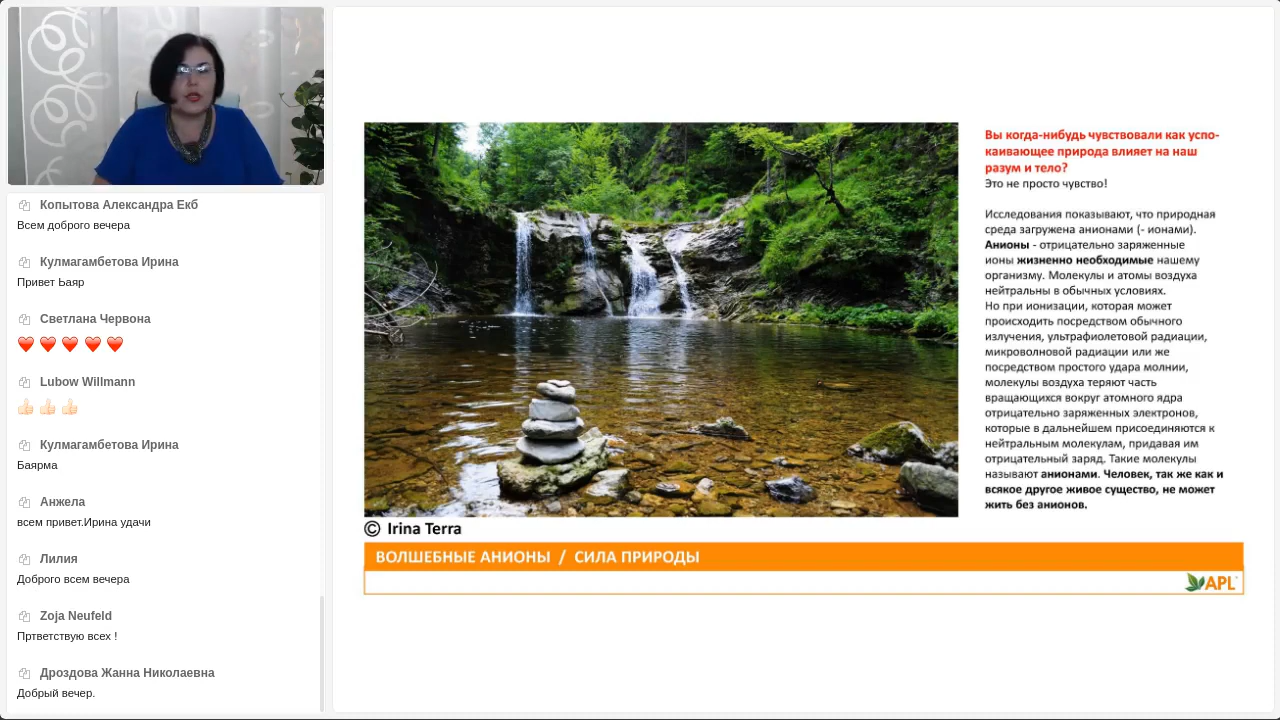 Копытова Александра Екб
Всем доброго вечера
Кулмагамбетова Ирина
Привет Ьаяр
Светлана Червона
Lubow Willmann
Кулмагамбетова Ирина
Баярма
Анжела
всем привет.Ирина удачи
Лилия
Доброго всем вечера
Zoja Neufeld
Пртветствую всех !
Дроздова Жанна Николаевна
Добрый вечер.
Вы когда-нибудь чувствовали как успо-
каивающее природа влияет на наш
разум и тело?
Это не просто чувство!
Исследования показывают, что природная
среда загружена анионами (- ионами).
Анионы - отрицательно заряженные
ионы жизненно необходимые нашему
организму. Молекулы и атомы воздуха
нейтральны в обычных условиях.
Но при ионизации, которая может
происходить посредством обычного
излучения, ультрафиолетовой радиации,
микроволновой радиации или же
посредством простого удара молнии,
молекулы воздуха теряют часть
вращающихся вокруг атомного ядра
отрицательно заряженных электронов,
которые в дальнейшем присоединяются к
нейтральным молекулам, придавая им
отрицательный заряд. Такие молекулы
называют анионами. Человек, так же как и
всякое другое живое существо, не может
жить без анионов.
© Irina Terra
ВОЛШЕБНЫЕ АНИОНЫ / СИЛА ПРИРОДЫ
APL